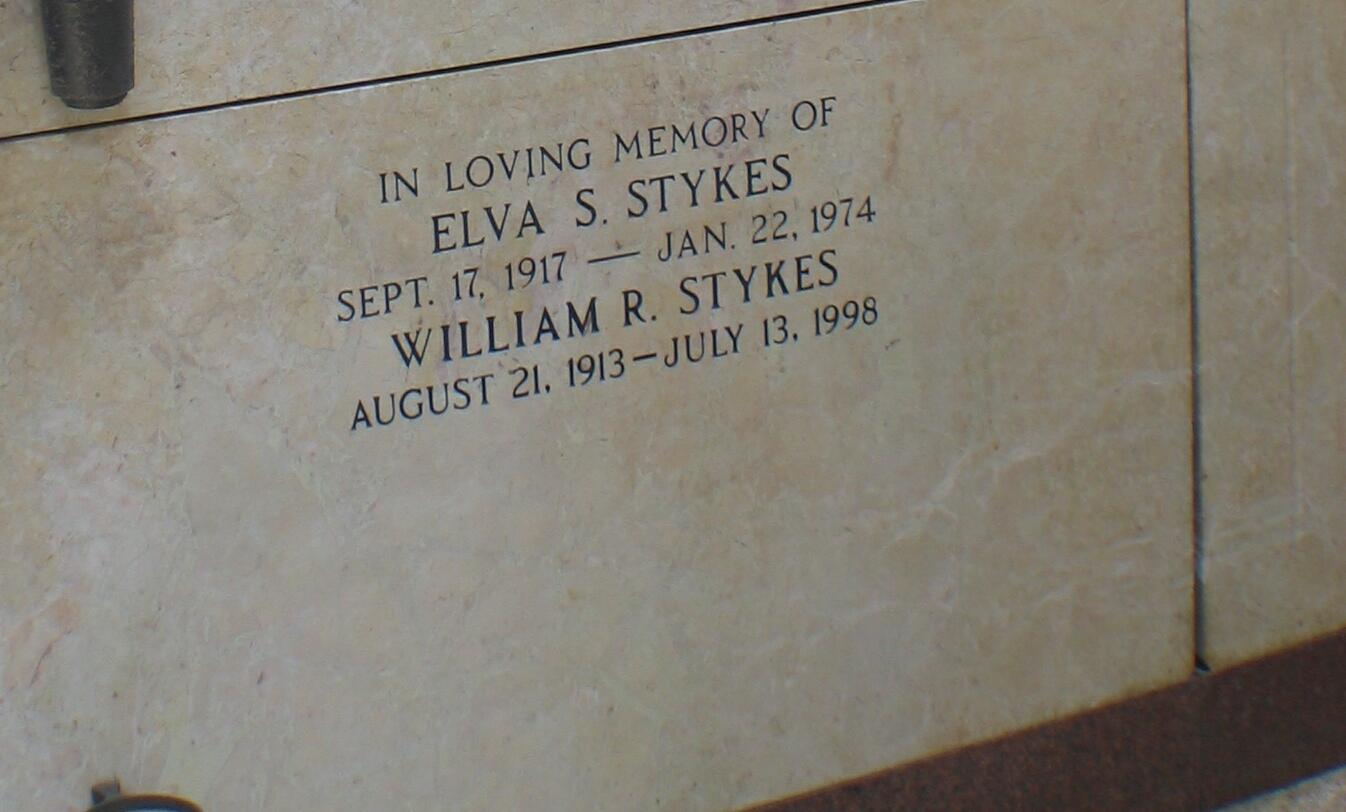 IN LOVING MEMORY OF
ELVA S. STYKES
SEPT. 17, 1917 — JAN. 22, 1974
WILLIAM R. STYKES
AUGUST 21, 1913 — JULY 13, 1998